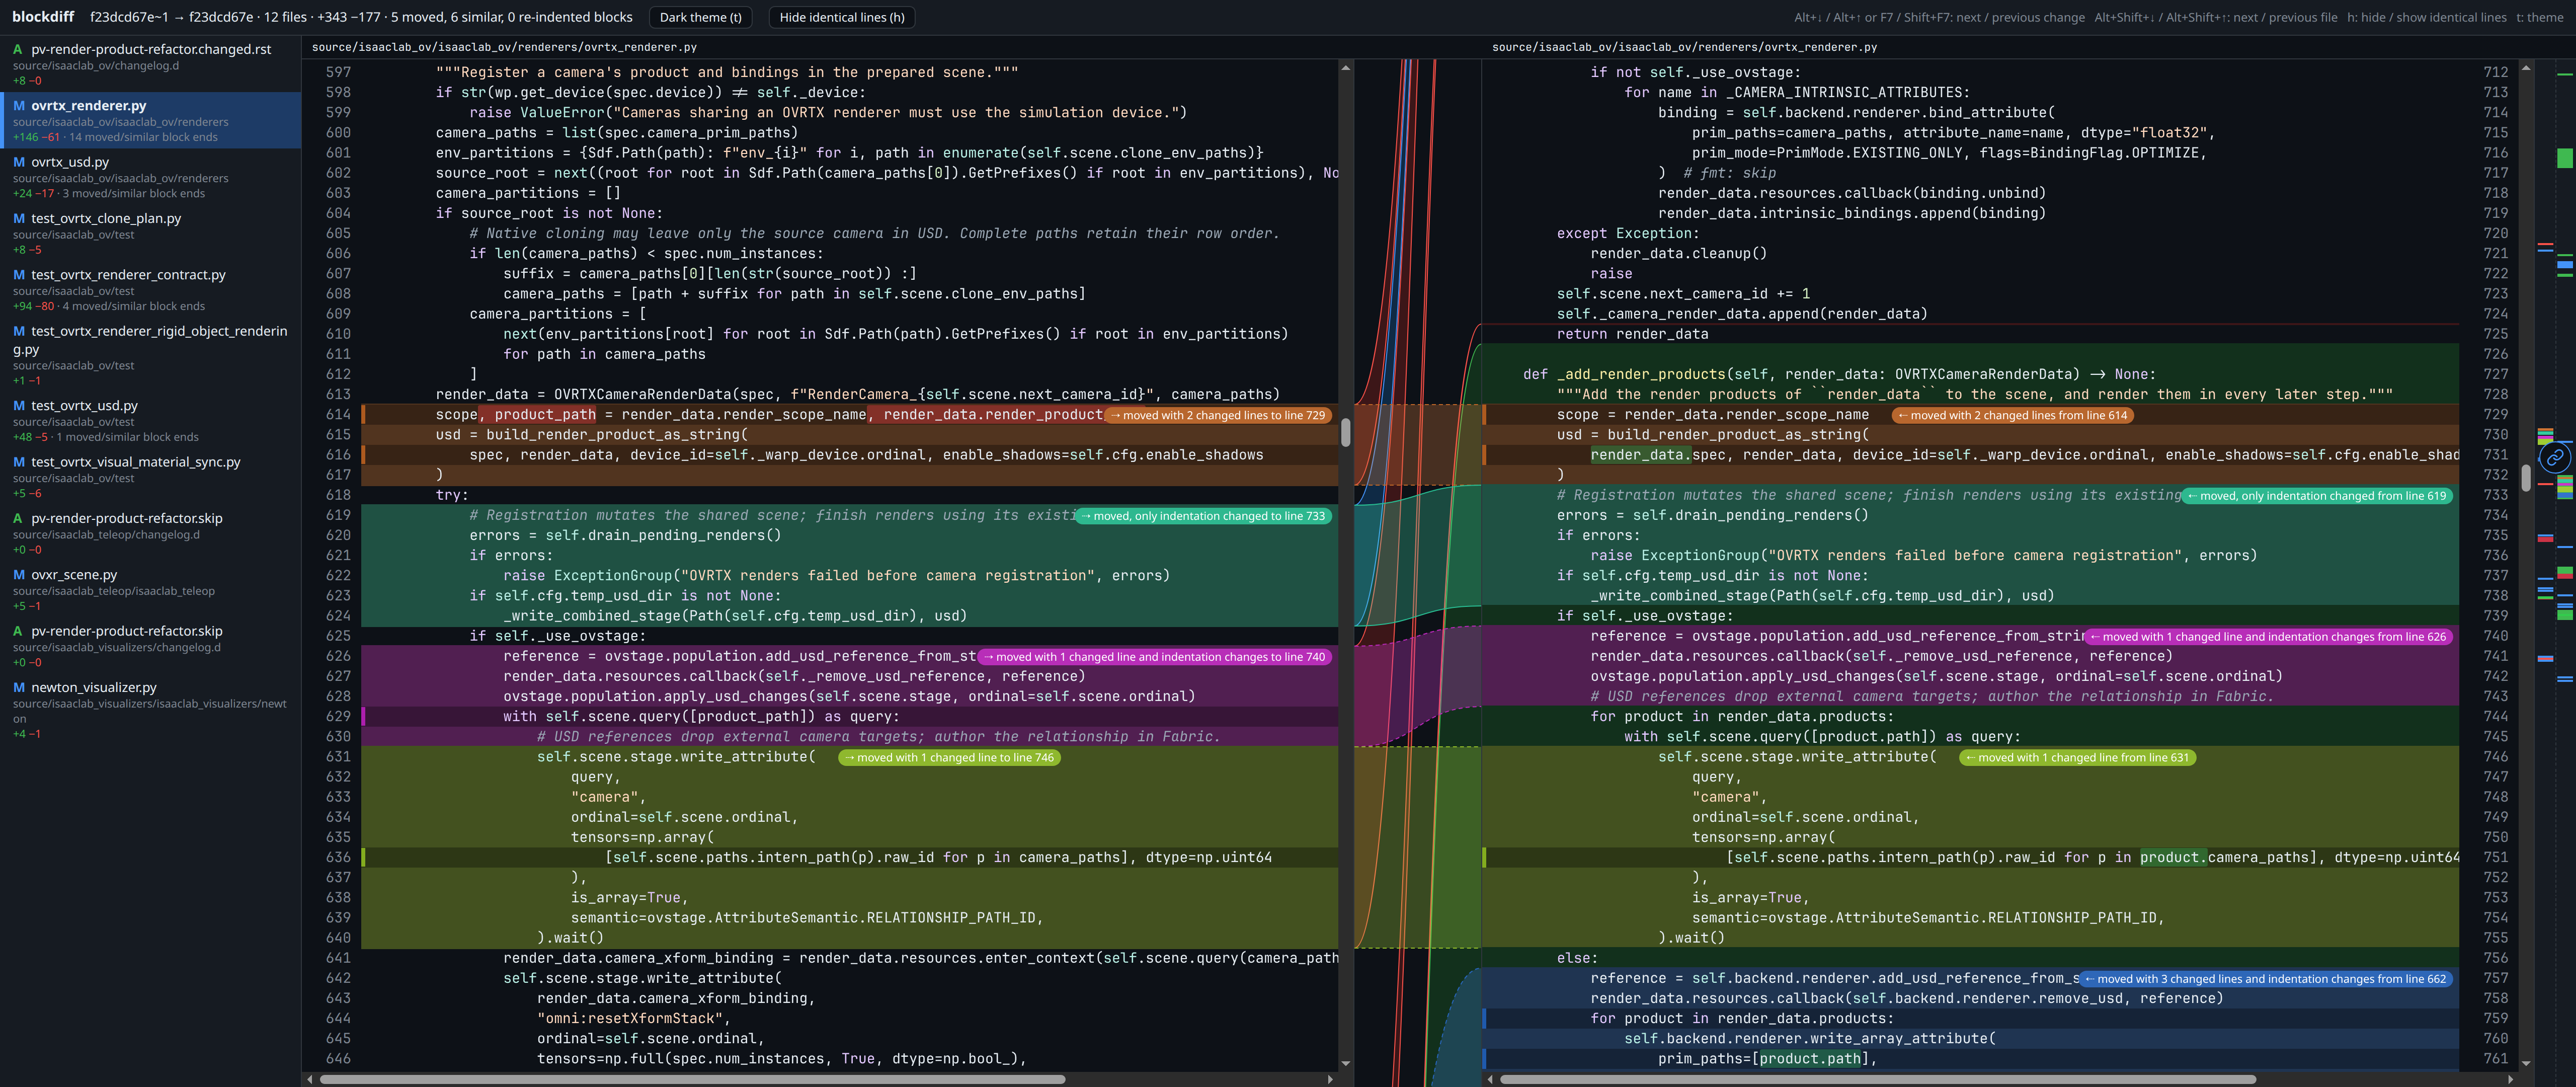 blockdiff f23dcd67e~1 → f23dcd67e · 12 files · +343 −177 · 5 moved, 6 similar, 0 re-indented blocks Dark theme (t) Hide identical lines (h) Alt+↓ / Alt+↑ or F7 / Shift+F7: next / previous change Alt+Shift+↓ / Alt+Shift+↑: next / previous file h: hide / show identical lines t: theme
A pv-render-product-refactor.changed.rst
source/isaaclab_ov/changelog.d
+8 −0
M ovrtx_renderer.py
source/isaaclab_ov/isaaclab_ov/renderers
+146 −61 · 14 moved/similar block ends
M ovrtx_usd.py
source/isaaclab_ov/isaaclab_ov/renderers
+24 −17 · 3 moved/similar block ends
M test_ovrtx_clone_plan.py
source/isaaclab_ov/test
+8 −5
M test_ovrtx_renderer_contract.py
source/isaaclab_ov/test
+94 −80 · 4 moved/similar block ends
M test_ovrtx_renderer_rigid_object_renderin
g.py
source/isaaclab_ov/test
+1 −1
M test_ovrtx_usd.py
source/isaaclab_ov/test
+48 −5 · 1 moved/similar block ends
M test_ovrtx_visual_material_sync.py
source/isaaclab_ov/test
+5 −6
A pv-render-product-refactor.skip
source/isaaclab_teleop/changelog.d
+0 −0
M ovxr_scene.py
source/isaaclab_teleop/isaaclab_teleop
+5 −1
A pv-render-product-refactor.skip
source/isaaclab_visualizers/changelog.d
+0 −0
M newton_visualizer.py
source/isaaclab_visualizers/isaaclab_visualizers/newt
on
+4 −1
source/isaaclab_ov/isaaclab_ov/renderers/ovrtx_renderer.py
597 """Register a camera's product and bindings in the prepared scene."""
598 if str(wp.get_device(spec.device)) != self._device:
599 raise ValueError("Cameras sharing an OVRTX renderer must use the simulation device.")
600 camera_paths = list(spec.camera_prim_paths)
601 env_partitions = {Sdf.Path(path): f"env_{i}" for i, path in enumerate(self.scene.clone_env_paths)}
602 source_root = next((root for root in Sdf.Path(camera_paths[0]).GetPrefixes() if root in env_partitions), No
603 camera_partitions = []
604 if source_root is not None:
605 # Native cloning may leave only the source camera in USD. Complete paths retain their row order.
606 if len(camera_paths) < spec.num_instances:
607 suffix = camera_paths[0][len(str(source_root)) :]
608 camera_paths = [path + suffix for path in self.scene.clone_env_paths]
609 camera_partitions = [
610 next(env_partitions[root] for root in Sdf.Path(path).GetPrefixes() if root in env_partitions)
611 for path in camera_paths
612 ]
613 render_data = OVRTXCameraRenderData(spec, f"RenderCamera_{self.scene.next_camera_id}", camera_paths)
614 scope, product_path = render_data.render_scope_name, render_data.render_product → moved with 2 changed lines to line 729
615 usd = build_render_product_as_string(
616 spec, render_data, device_id=self._warp_device.ordinal, enable_shadows=self.cfg.enable_shadows
617 )
618 try:
619 # Registration mutates the shared scene; finish renders using its existi → moved, only indentation changed to line 733
620 errors = self.drain_pending_renders()
621 if errors:
622 raise ExceptionGroup("OVRTX renders failed before camera registration", errors)
623 if self.cfg.temp_usd_dir is not None:
624 _write_combined_stage(Path(self.cfg.temp_usd_dir), usd)
625 if self._use_ovstage:
626 reference = ovstage.population.add_usd_reference_from_st → moved with 1 changed line and indentation changes to line 740
627 render_data.resources.callback(self._remove_usd_reference, reference)
628 ovstage.population.apply_usd_changes(self.scene.stage, ordinal=self.scene.ordinal)
629 with self.scene.query([product_path]) as query:
630 # USD references drop external camera targets; author the relationship in Fabric.
631 self.scene.stage.write_attribute( → moved with 1 changed line to line 746
632 query,
633 "camera",
634 ordinal=self.scene.ordinal,
635 tensors=np.array(
636 [self.scene.paths.intern_path(p).raw_id for p in camera_paths], dtype=np.uint64
637 ),
638 is_array=True,
639 semantic=ovstage.AttributeSemantic.RELATIONSHIP_PATH_ID,
640 ).wait()
641 render_data.camera_xform_binding = render_data.resources.enter_context(self.scene.query(camera_path
642 self.scene.stage.write_attribute(
643 render_data.camera_xform_binding,
644 "omni:resetXformStack",
645 ordinal=self.scene.ordinal,
646 tensors=np.full(spec.num_instances, True, dtype=np.bool_),
source/isaaclab_ov/isaaclab_ov/renderers/ovrtx_renderer.py
if not self._use_ovstage: 712
for name in _CAMERA_INTRINSIC_ATTRIBUTES: 713
binding = self.backend.renderer.bind_attribute( 714
prim_paths=camera_paths, attribute_name=name, dtype="float32", 715
prim_mode=PrimMode.EXISTING_ONLY, flags=BindingFlag.OPTIMIZE, 716
) # fmt: skip 717
render_data.resources.callback(binding.unbind) 718
render_data.intrinsic_bindings.append(binding) 719
except Exception: 720
render_data.cleanup() 721
raise 722
self.scene.next_camera_id += 1 723
self._camera_render_data.append(render_data) 724
return render_data 725
726
def _add_render_products(self, render_data: OVRTXCameraRenderData) -> None: 727
"""Add the render products of ``render_data`` to the scene, and render them in every later step.""" 728
scope = render_data.render_scope_name ← moved with 2 changed lines from line 614 729
usd = build_render_product_as_string( 730
render_data.spec, render_data, device_id=self._warp_device.ordinal, enable_shadows=self.cfg.enable_shad 731
) 732
# Registration mutates the shared scene; finish renders using its existing ← moved, only indentation changed from line 619 733
errors = self.drain_pending_renders() 734
if errors: 735
raise ExceptionGroup("OVRTX renders failed before camera registration", errors) 736
if self.cfg.temp_usd_dir is not None: 737
_write_combined_stage(Path(self.cfg.temp_usd_dir), usd) 738
if self._use_ovstage: 739
reference = ovstage.population.add_usd_reference_from_strin ← moved with 1 changed line and indentation changes from line 626 740
render_data.resources.callback(self._remove_usd_reference, reference) 741
ovstage.population.apply_usd_changes(self.scene.stage, ordinal=self.scene.ordinal) 742
# USD references drop external camera targets; author the relationship in Fabric. 743
for product in render_data.products: 744
with self.scene.query([product.path]) as query: 745
self.scene.stage.write_attribute( ← moved with 1 changed line from line 631 746
query, 747
"camera", 748
ordinal=self.scene.ordinal, 749
tensors=np.array( 750
[self.scene.paths.intern_path(p).raw_id for p in product.camera_paths], dtype=np.uint64 751
), 752
is_array=True, 753
semantic=ovstage.AttributeSemantic.RELATIONSHIP_PATH_ID, 754
).wait() 755
else: 756
reference = self.backend.renderer.add_usd_reference_from_s ← moved with 3 changed lines and indentation changes from line 662 757
render_data.resources.callback(self.backend.renderer.remove_usd, reference) 758
for product in render_data.products: 759
self.backend.renderer.write_array_attribute( 760
prim_paths=[product.path], 761